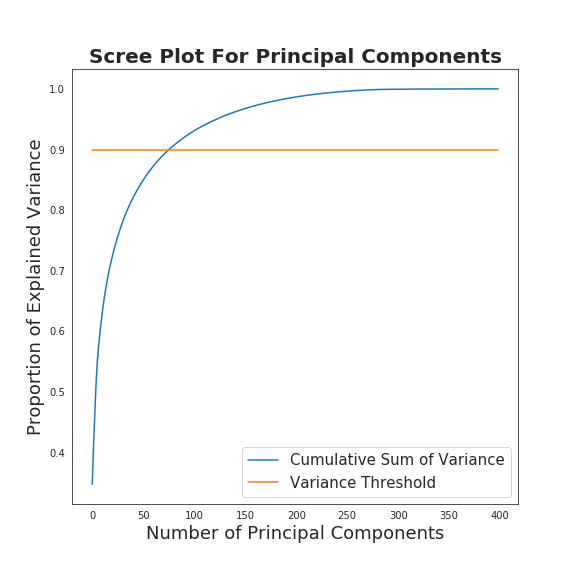 Scree Plot For Principal Components
Proportion of Explained Variance
1.0
0.9
0.8
0.7
0.6
0.5
0.4
Cumulative Sum of Variance
Variance Threshold
0 50 100 150 200 250 300 350 400
Number of Principal Components